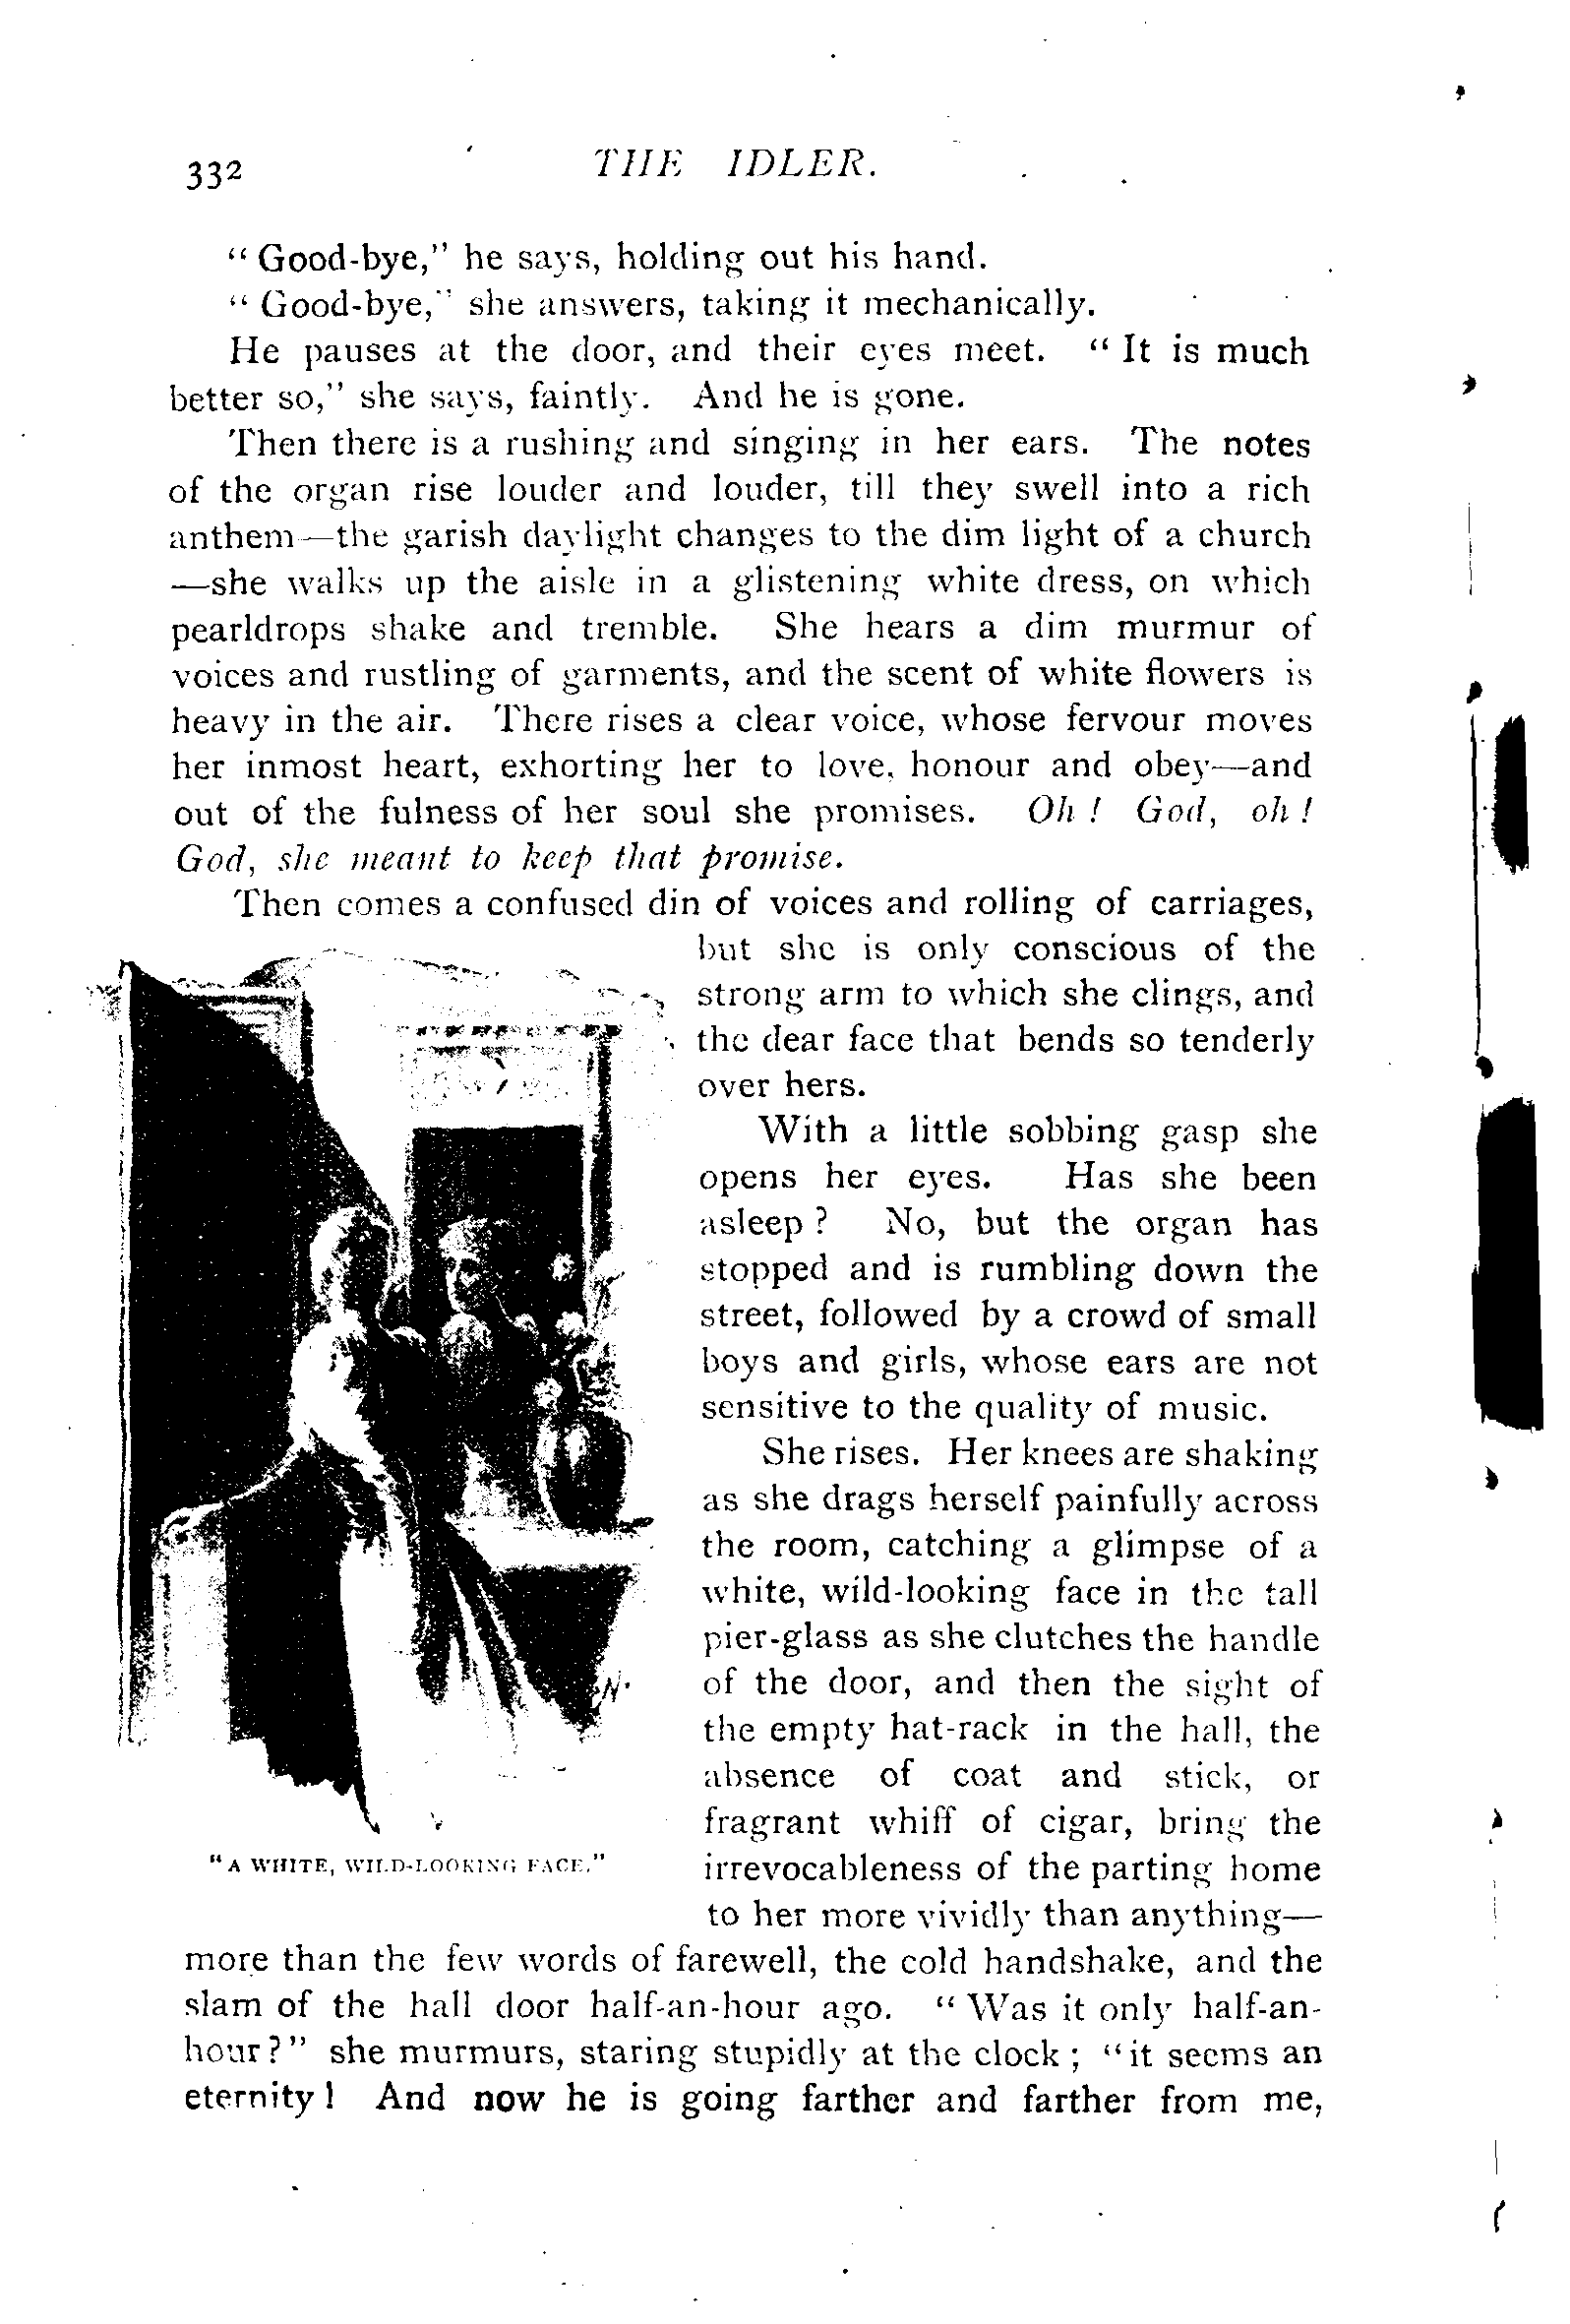 332
THE IDLER.
“Good-bye,” he says, holding out his hand.
“Good-bye,” she answers, taking it mechanically.
He pauses at the door, and their eyes meet. “It is much
better so,” she says, faintly. And he is gone.
Then there is a rushing and singing in her ears. The notes
of the organ rise louder and louder, till they swell into a rich
anthem—the garish daylight changes to the dim light of a church
—she walks up the aisle in a glistening white dress, on which
pearldrops shake and tremble. She hears a dim murmur of
voices and rustling of garments, and the scent of white flowers is
heavy in the air. There rises a clear voice, whose fervour moves
her inmost heart, exhorting her to love, honour and obey—and
out of the fulness of her soul she promises. Oh! God, oh!
God, she meant to keep that promise.
Then comes a confused din of voices and rolling of carriages,
but she is only conscious of the
strong arm to which she clings, and
the dear face that bends so tenderly
over hers.
With a little sobbing gasp she
opens her eyes. Has she been
asleep? No, but the organ has
stopped and is rumbling down the
street, followed by a crowd of small
boys and girls, whose ears are not
sensitive to the quality of music.
She rises. Her knees are shaking
as she drags herself painfully across
the room, catching a glimpse of a
white, wild-looking face in the tall
pier-glass as she clutches the handle
of the door, and then the sight of
the empty hat-rack in the hall, the
absence of coat and stick, or
fragrant whiff of cigar, bring the
irrevocableness of the parting home
to her more vividly than anything—
more than the few words of farewell, the cold handshake, and the
slam of the hall door half-an-hour ago. “Was it only half-an-
hour?” she murmurs, staring stupidly at the clock; “it seems an
eternity! And now he is going farther and farther from me,
“A WHITE, WILD-LOOKING FACE.”